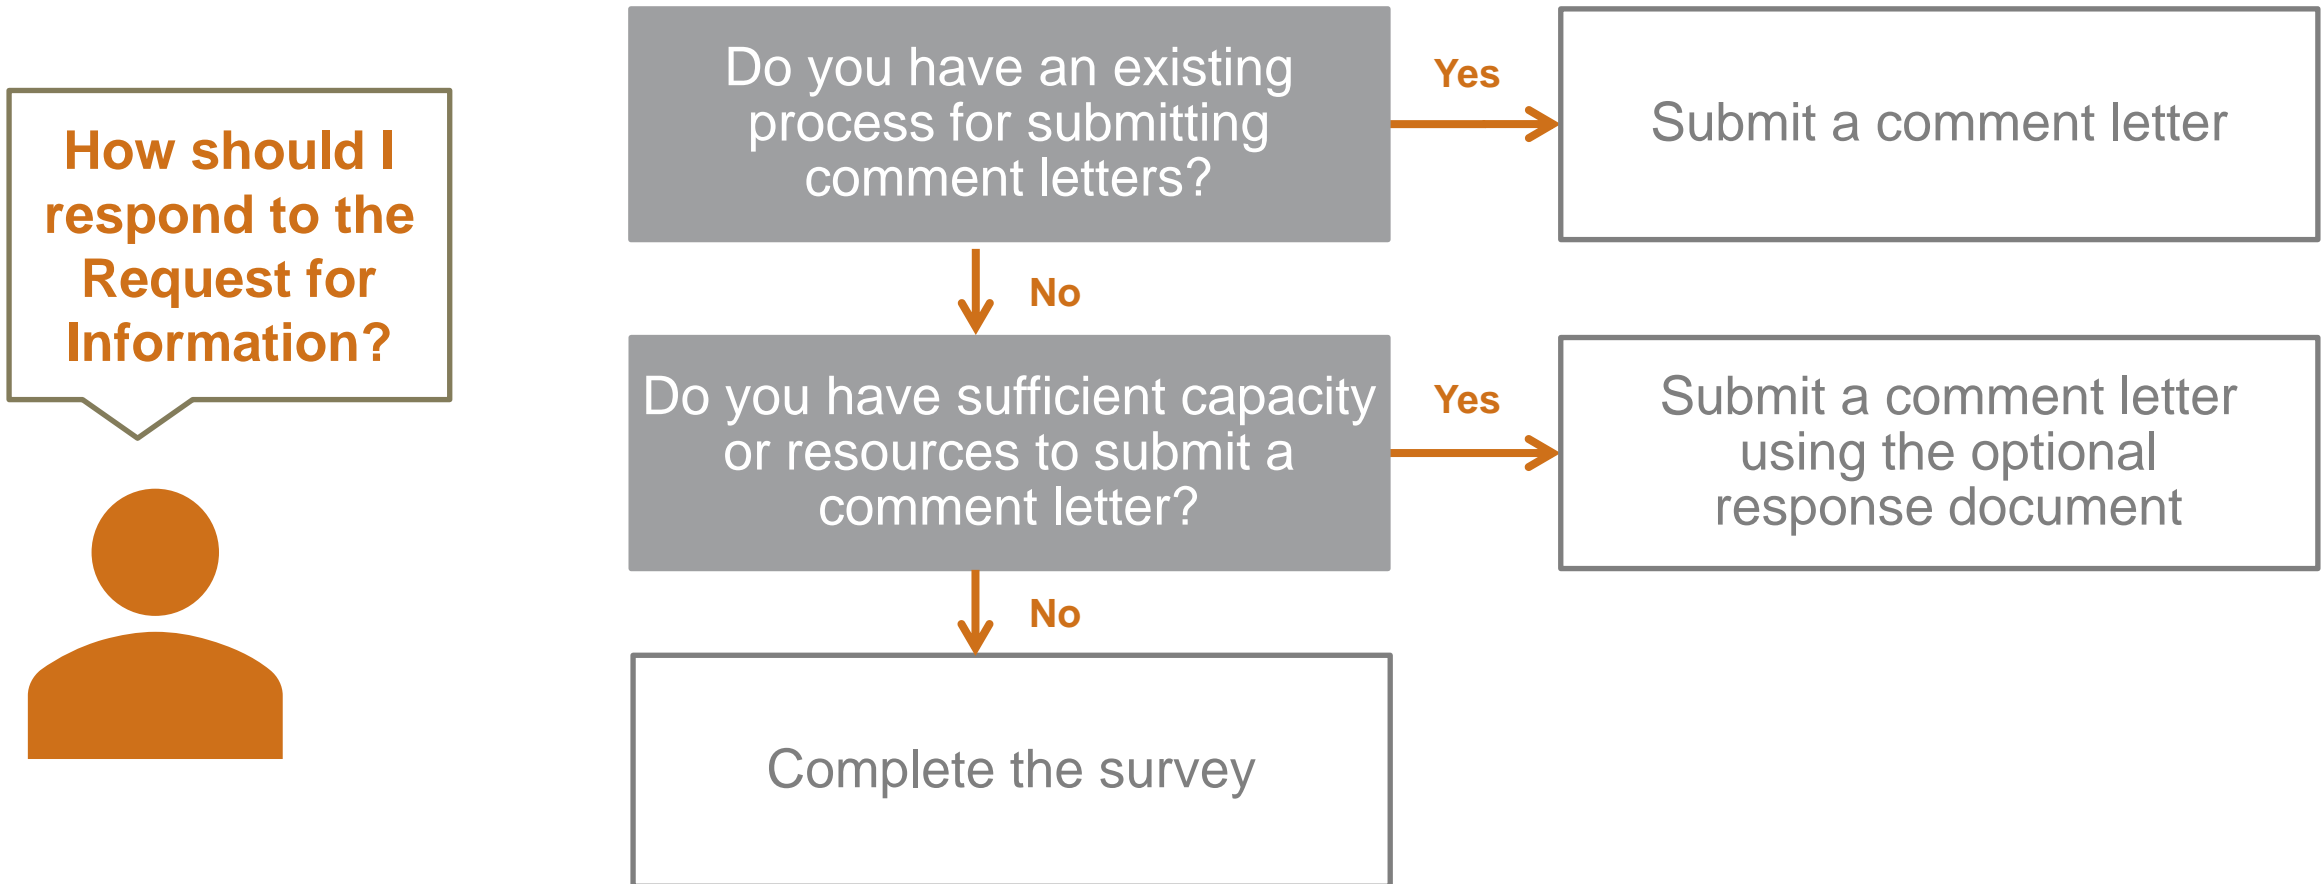 How should I
respond to the
Request for
Information?
Do you have an existing
process for submitting
comment letters?
Yes
Submit a comment letter
No
Do you have sufficient capacity
or resources to submit a
comment letter?
Yes
Submit a comment letter
using the optional
response document
No
Complete the survey